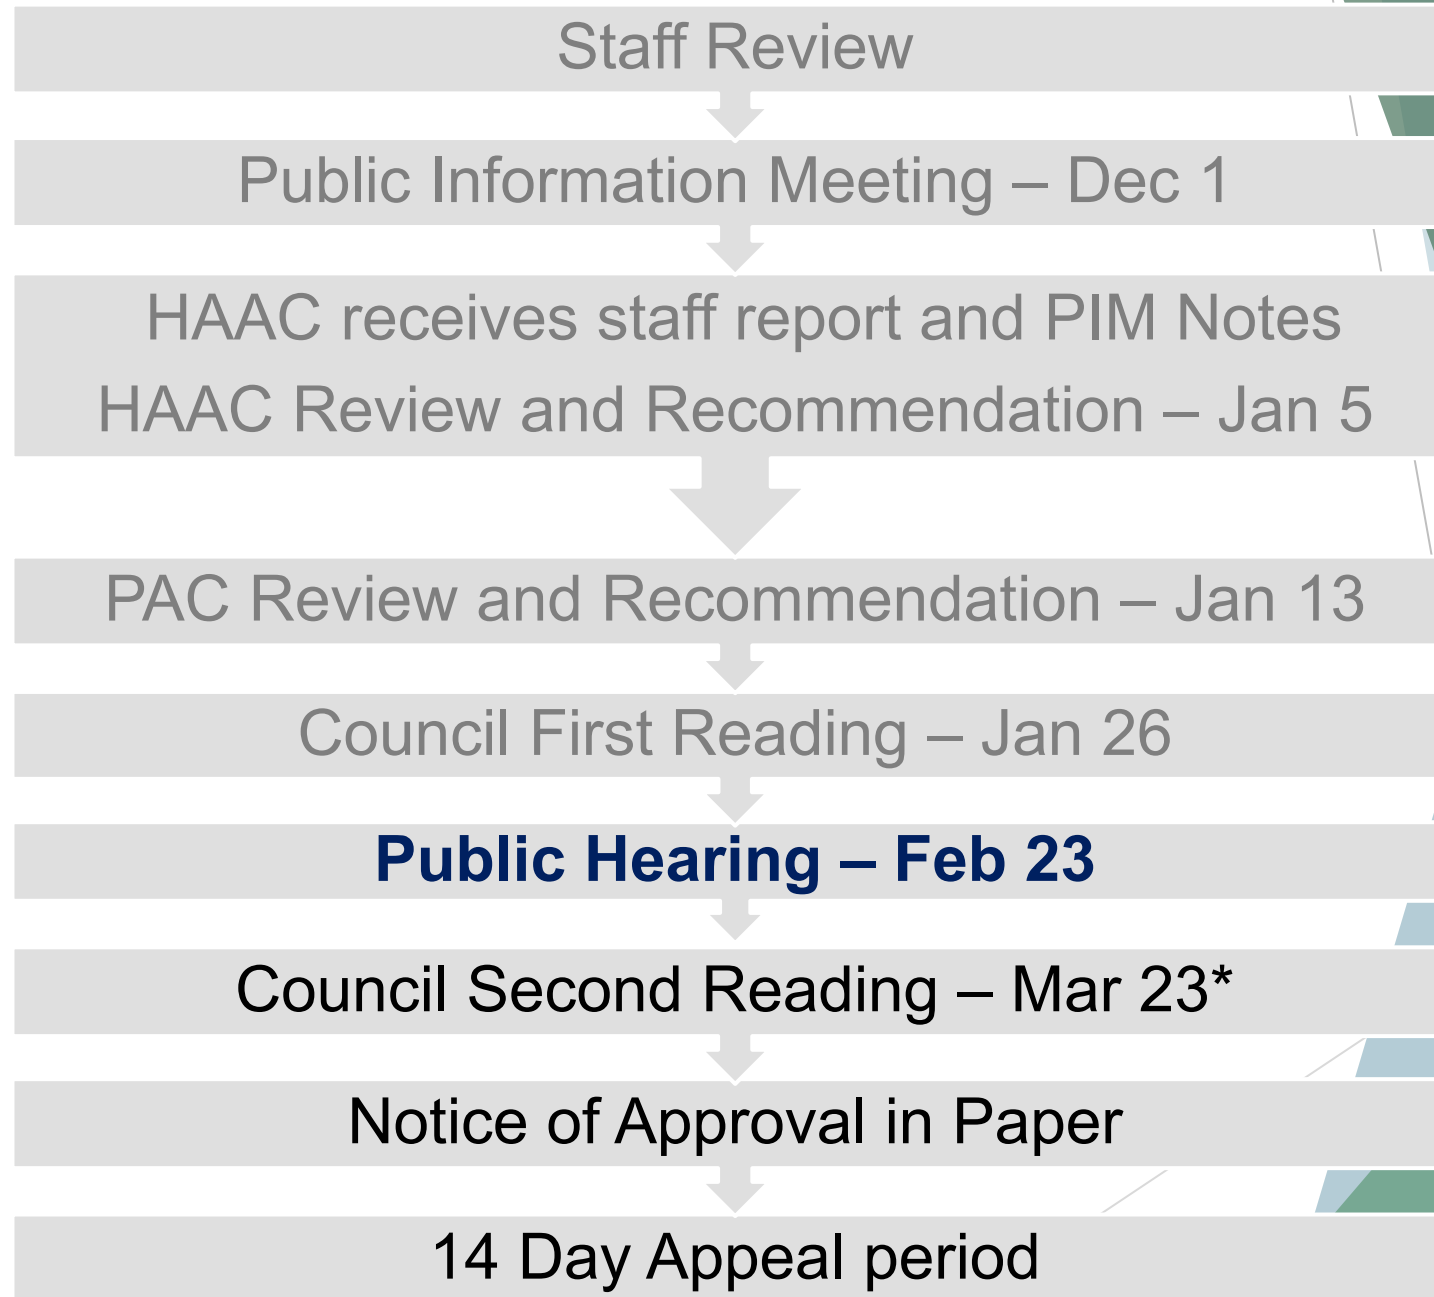 Staff Review
Public Information Meeting – Dec 1
HAAC receives staff report and PIM Notes
HAAC Review and Recommendation – Jan 5
PAC Review and Recommendation – Jan 13
Council First Reading – Jan 26
Public Hearing – Feb 23
Council Second Reading – Mar 23*
Notice of Approval in Paper
14 Day Appeal period